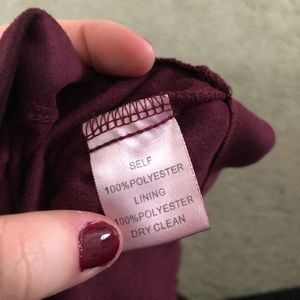 SELF
100%POLYESTER
LINING
100%POLYESTER
DRY CLEAN